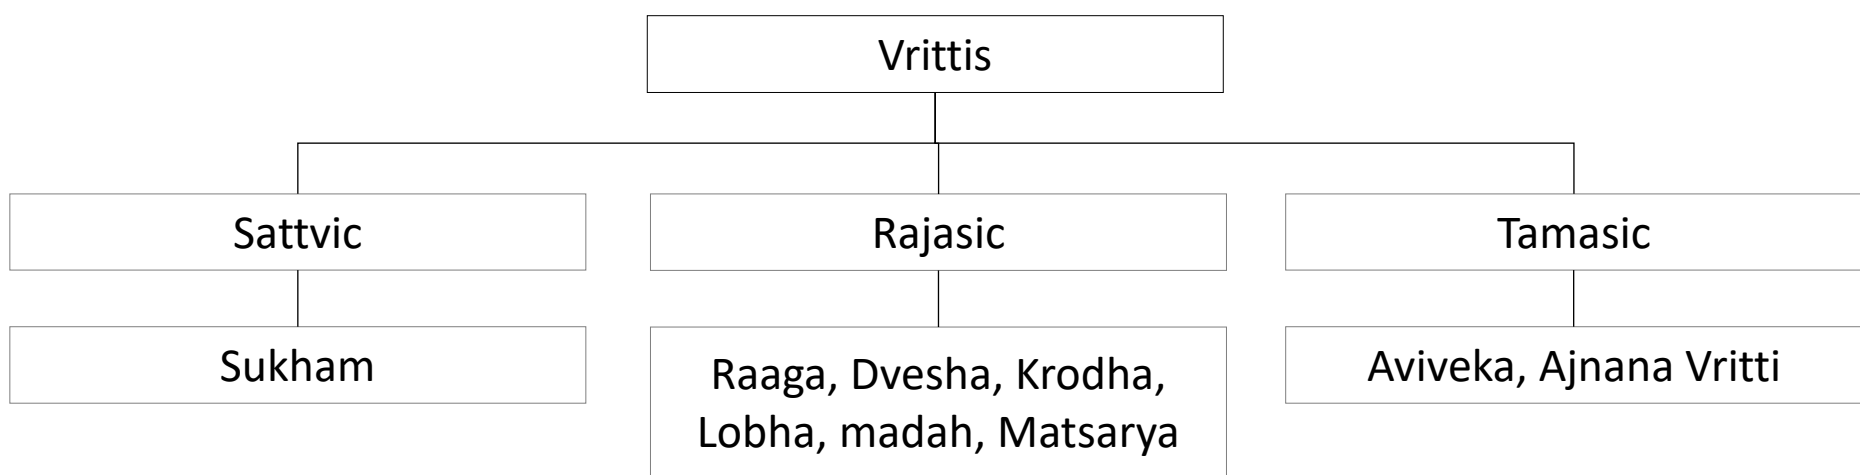 Vrittis
Sattvic
Rajasic
Tamasic
Sukham
Raaga, Dvesha, Krodha,
Lobha, madah, Matsarya
Aviveka, Ajnana Vritti